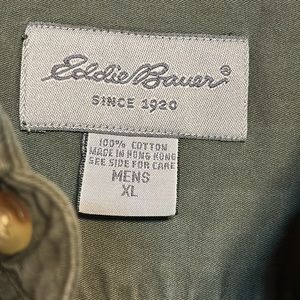 Eddie Bauer®
SINCE 1920
100% COTTON
MADE IN HONG KONG
SEE SIDE FOR CARE
MENS
XL